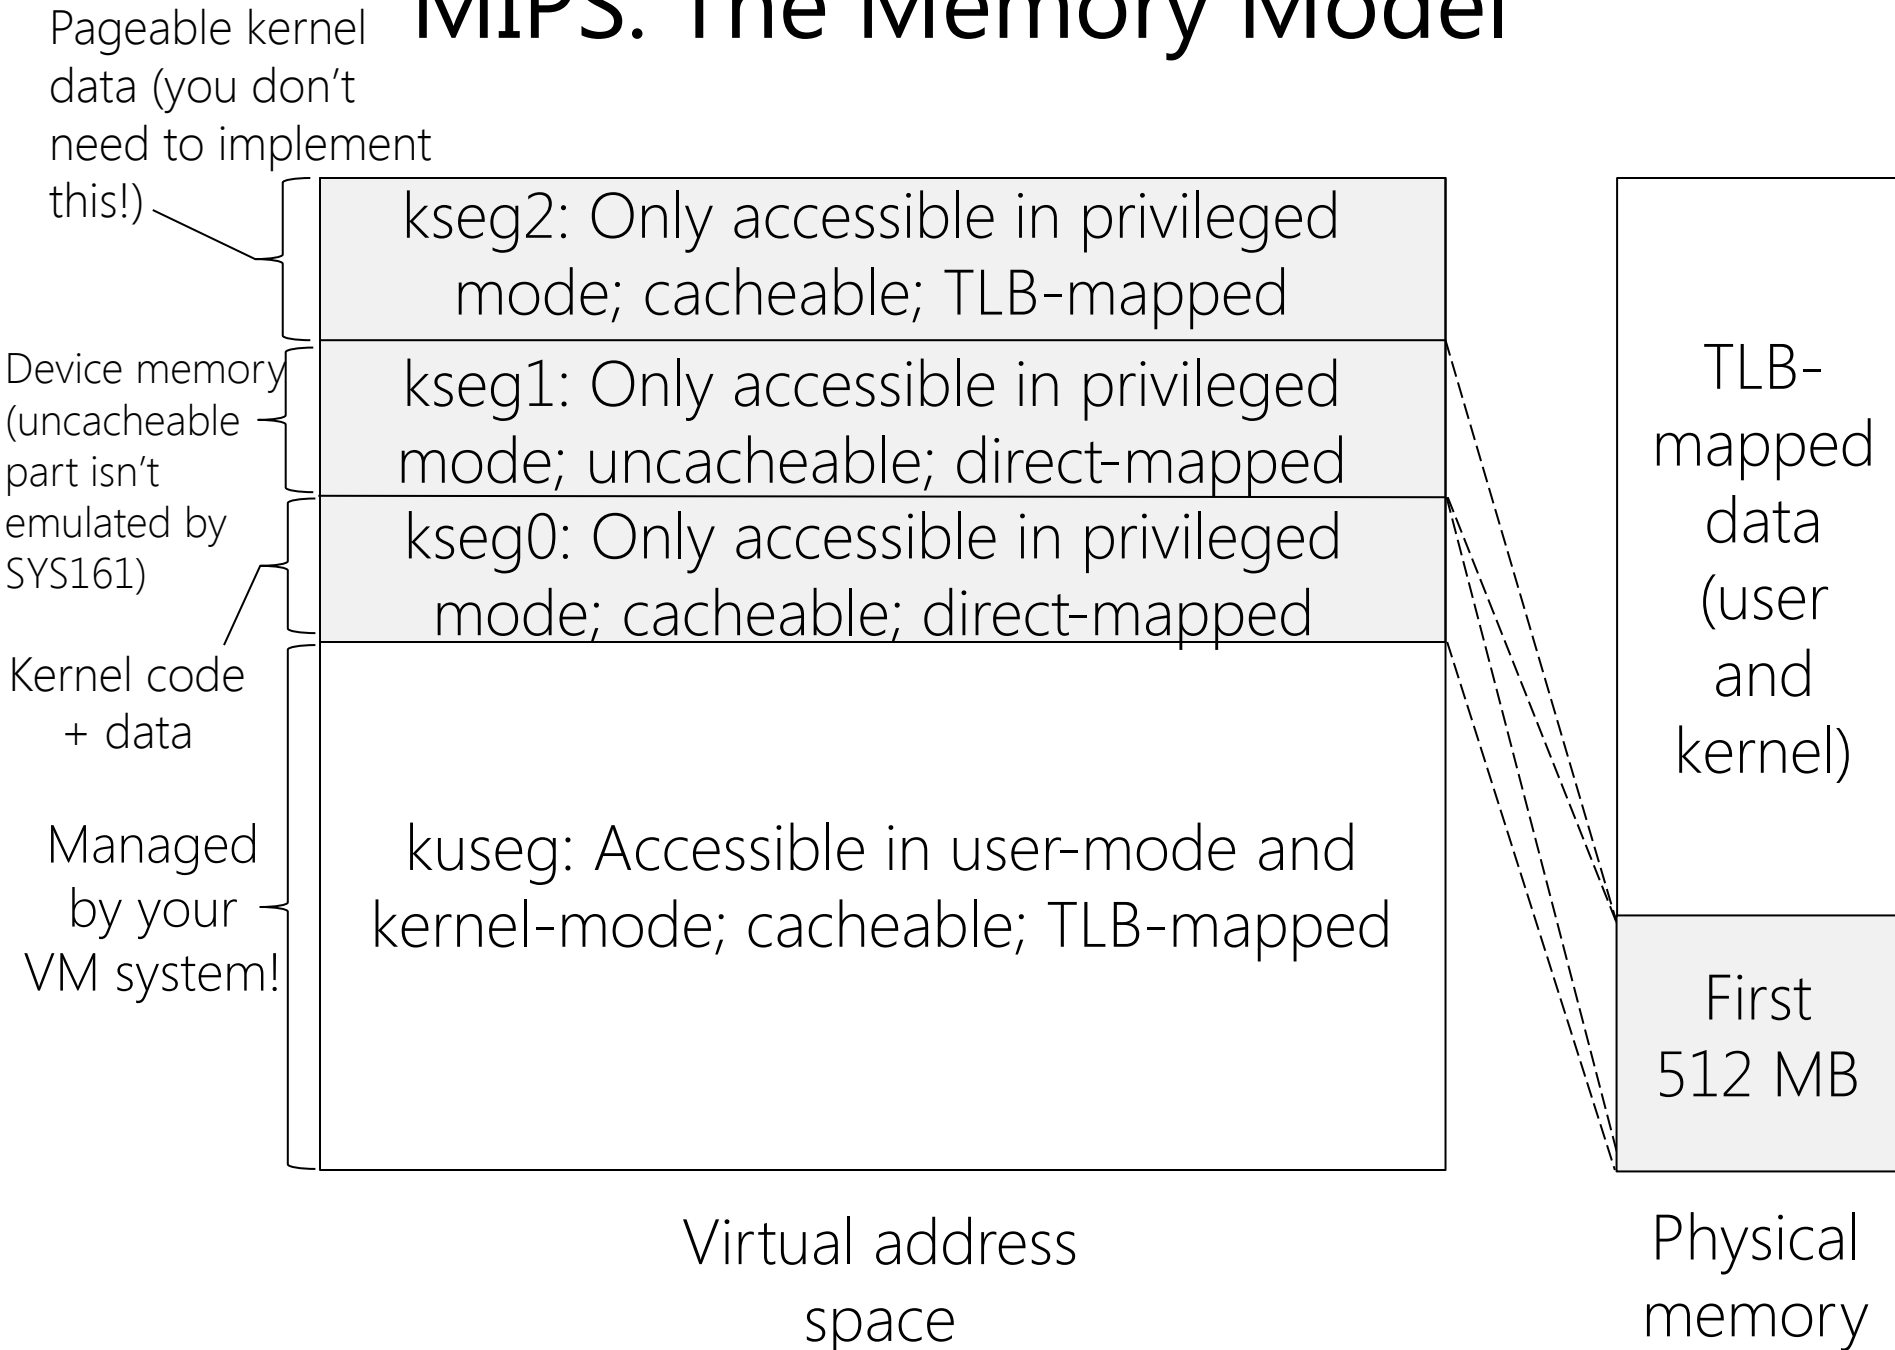 MIPS: The Memory Model
Pageable kernel
data (you don’t
need to implement
this!)
kseg2: Only accessible in privileged
mode; cacheable; TLB-mapped
Device memory
(uncacheable
part isn’t
emulated by
SYS161)
kseg1: Only accessible in privileged
mode; uncacheable; direct-mapped
kseg0: Only accessible in privileged
mode; cacheable; direct-mapped
Kernel code
+ data
Managed
by your
VM system!
kuseg: Accessible in user-mode and
kernel-mode; cacheable; TLB-mapped
TLB-
mapped
data
(user
and
kernel)
First
512 MB
Virtual address
space
Physical
memory